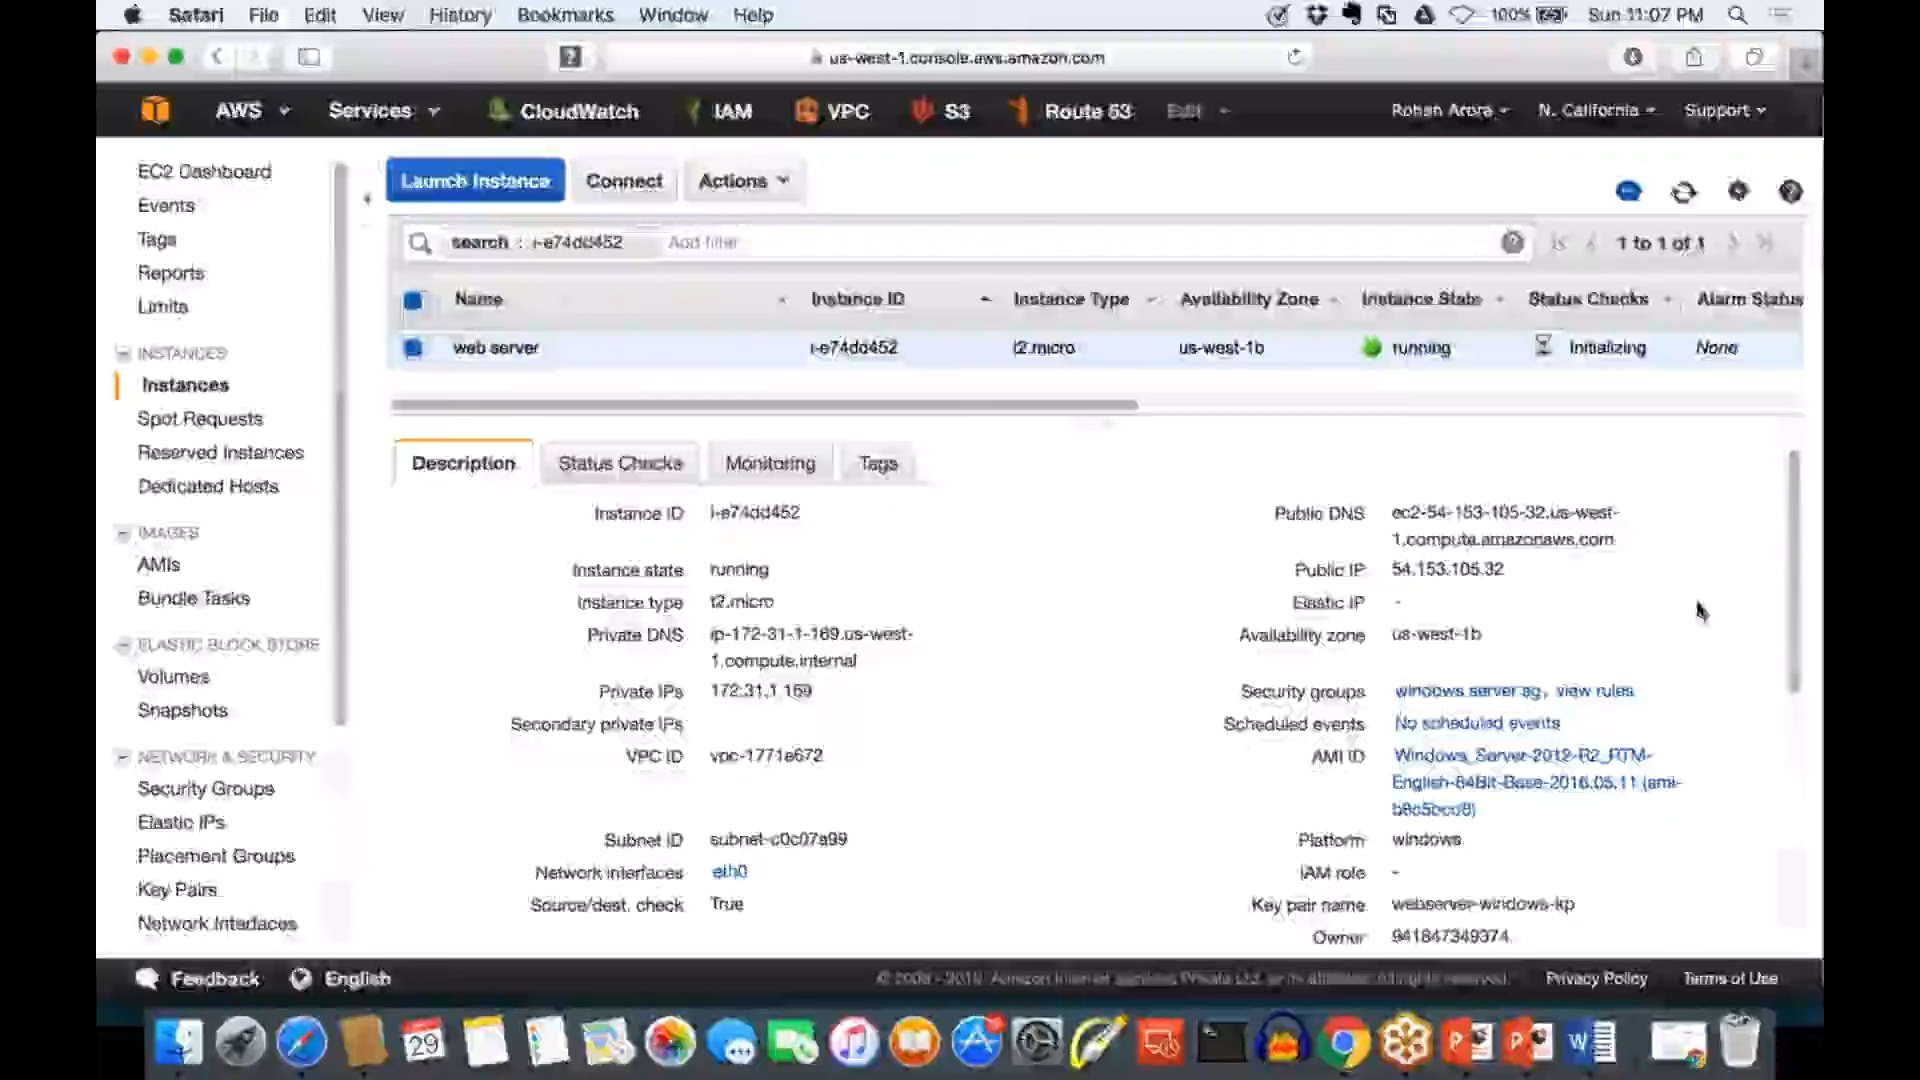 Safari File Edit View History Bookmarks Window Help 100% Sun 11:07 PM
us-west-1.console.aws.amazon.com
AWS Services CloudWatch IAM VPC S3 Route 53 Edit Rohan Arora N. California Support
EC2 Dashboard
Events
Tags
Reports
Limits
INSTANCES
Instances
Spot Requests
Reserved Instances
Dedicated Hosts
IMAGES
AMIs
Bundle Tasks
ELASTIC BLOCK STORE
Volumes
Snapshots
NETWORK & SECURITY
Security Groups
Elastic IPs
Placement Groups
Key Pairs
Network Interfaces
Launch Instance Connect Actions
search : i-e74dd452 Add filter 1 to 1 of 1
Name Instance ID Instance Type Availability Zone Instance State Status Checks Alarm Status
web server i-e74dd452 t2.micro us-west-1b running Initializing None
Description Status Checks Monitoring Tags
Instance ID i-e74dd452
Instance state running
Instance type t2.micro
Private DNS ip-172-31-1-169.us-west-
1.compute.internal
Private IPs 172.31.1.169
Secondary private IPs
VPC ID vpc-1771e672
Subnet ID subnet-c0c07a99
Network interfaces eth0
Source/dest. check True
Public DNS ec2-54-153-105-32.us-west-
1.compute.amazonaws.com
Public IP 54.153.105.32
Elastic IP -
Availability zone us-west-1b
Security groups windows server sg, view rules
Scheduled events No scheduled events
AMI ID Windows_Server-2012-R2_RTM-
English-64Bit-Base-2016.05.11 (ami-
Platform windows
IAM role -
Key pair name webserver-windows-kp
Owner 941847349374
Feedback English
Privacy Policy Terms of Use
29